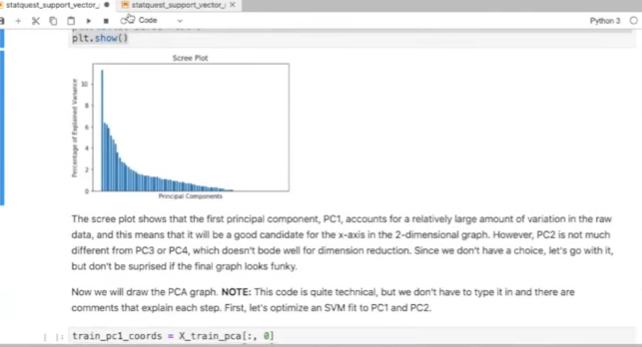 statquest_support_vector_
statquest_support_vector_
Code
Python 3
plt.show()
Scree Plot
Percentage of Explained Variance
10
8
6
4
2
0
Principal Components
The scree plot shows that the first principal component, PC1, accounts for a relatively large amount of variation in the raw
data, and this means that it will be a good candidate for the x-axis in the 2-dimensional graph. However, PC2 is not much
different from PC3 or PC4, which doesn't bode well for dimension reduction. Since we don't have a choice, let's go with it,
but don't be suprised if the final graph looks funky.
Now we will draw the PCA graph. NOTE: This code is quite technical, but we don't have to type it in and there are
comments that explain each step. First, let's optimize an SVM fit to PC1 and PC2.
[ ]: train_pc1_coords = X_train_pca[:, 0]